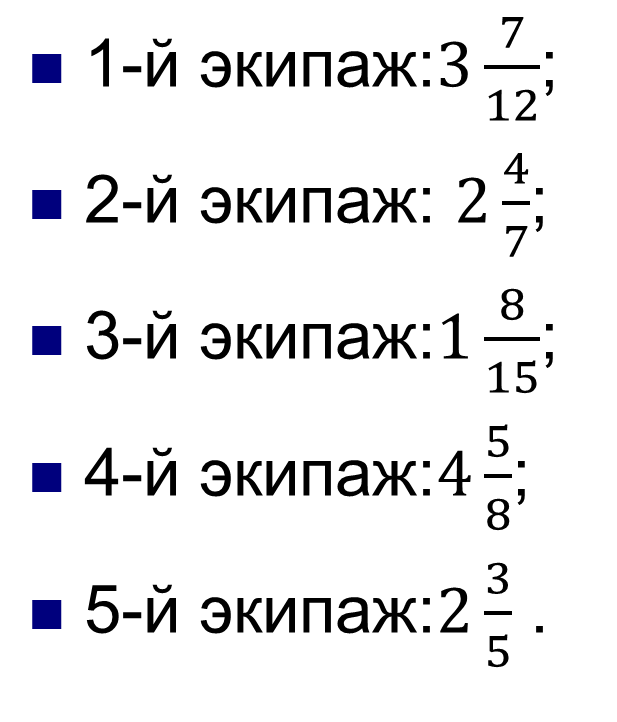 ■ 1-й экипаж:3 7/12;
■ 2-й экипаж: 2 4/7;
■ 3-й экипаж:1 8/15;
■ 4-й экипаж:4 5/8;
■ 5-й экипаж:2 3/5 .